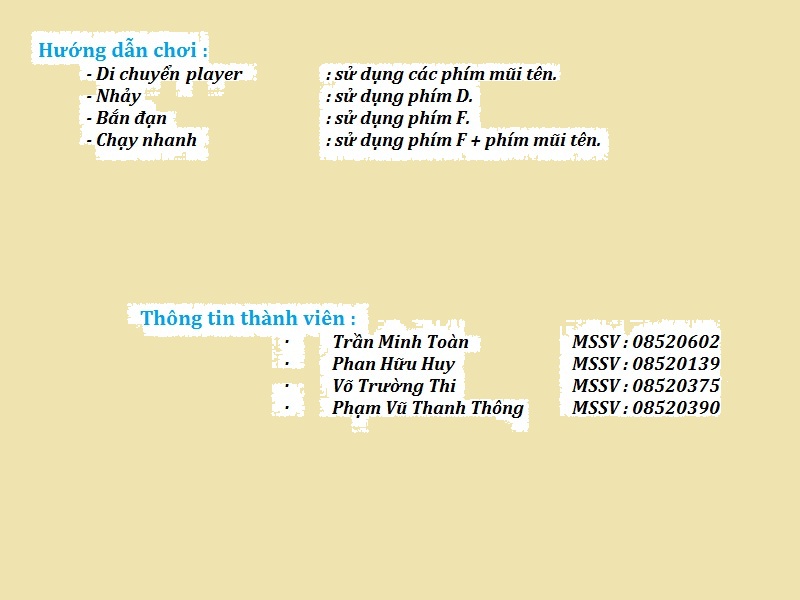 Hướng dẫn chơi :
- Di chuyển player : sử dụng các phím mũi tên.
- Nhảy : sử dụng phím D.
- Bắn đạn : sử dụng phím F.
- Chạy nhanh : sử dụng phím F + phím mũi tên.
Thông tin thành viên :
· Trần Minh Toàn MSSV : 08520602
· Phan Hữu Huy MSSV : 08520139
· Võ Trường Thi MSSV : 08520375
· Phạm Vũ Thanh Thông MSSV : 08520390